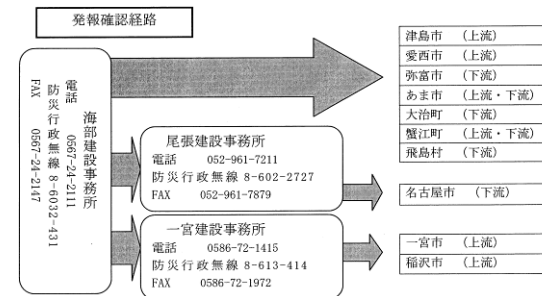 発報確認経路
海部建設事務所
電話 0567-24-2111
防災行政無線 8-6032-431
FAX 0567-24-2147
尾張建設事務所
電話 052-961-7211
防災行政無線 8-602-2727
FAX 052-961-7879
一宮建設事務所
電話 0586-72-1415
防災行政無線 8-613-414
FAX 0586-72-1972
津島市 (上流)
愛西市 (上流)
弥富市 (下流)
あま市 (上流・下流)
大治町 (下流)
蟹江町 (上流・下流)
飛島村 (下流)
名古屋市 (下流)
一宮市 (上流)
稲沢市 (上流)